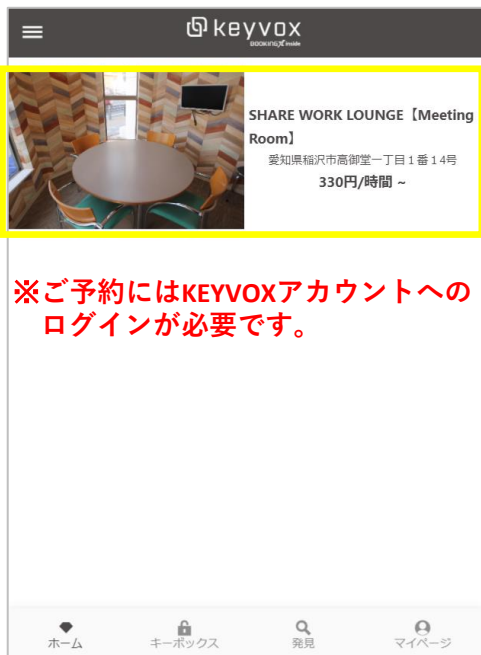 keyvox
BOOKING inside
SHARE WORK LOUNGE【Meeting
Room】
愛知県稲沢市高御堂一丁目1番14号
330円/時間 ~
※ご予約にはKEYVOXアカウントへの
ログインが必要です。
ホーム キーボックス 発見 マイページ